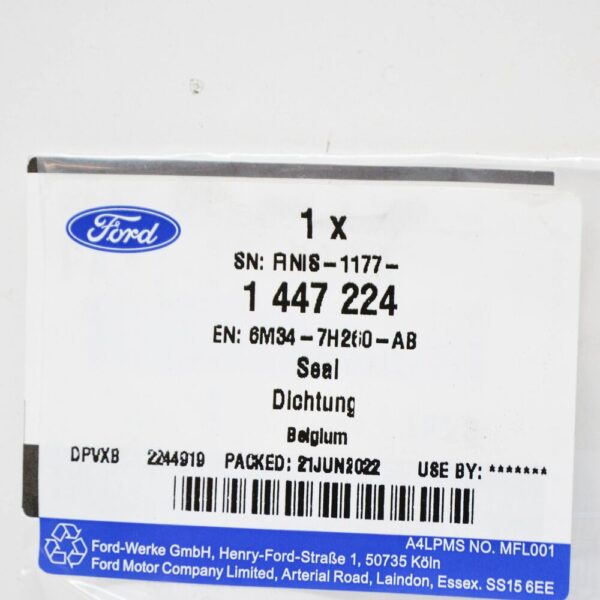 Ford
1 x
SN: FINIS-1177-
1 447 224
EN: 6M34-7H260-AB
Seal
Dichtung
Belgium
DPVXB 2244919 PACKED: 21JUN2022 USE BY: *******
A4LPMS NO. MFL001
Ford-Werke GmbH, Henry-Ford-Straße 1, 50735 Köln
Ford Motor Company Limited, Arterial Road, Laindon, Essex. SS15 6EE